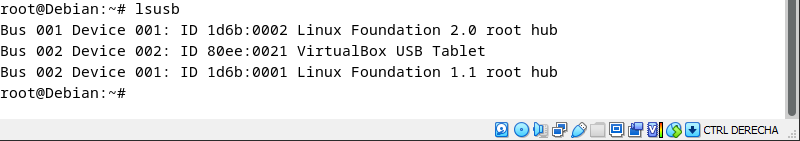 root@Debian:~# lsusb
Bus 001 Device 001: ID 1d6b:0002 Linux Foundation 2.0 root hub
Bus 002 Device 002: ID 80ee:0021 VirtualBox USB Tablet
Bus 002 Device 001: ID 1d6b:0001 Linux Foundation 1.1 root hub
root@Debian:~#
CTRL DERECHA